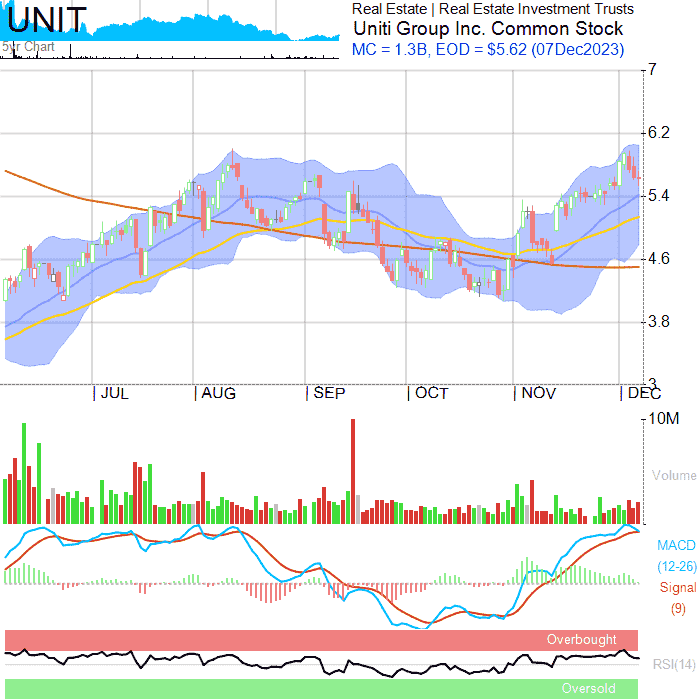 UNIT
5yr Chart
Real Estate | Real Estate Investment Trusts
Uniti Group Inc. Common Stock
MC = 1.3B, EOD = $5.62 (07Dec2023)
7
6.2
5.4
4.6
3.8
3
JUL
AUG
SEP
OCT
NOV
DEC
10M
Volume
MACD
(12-26)
Signal
(9)
Overbought
RSI(14)
Oversold